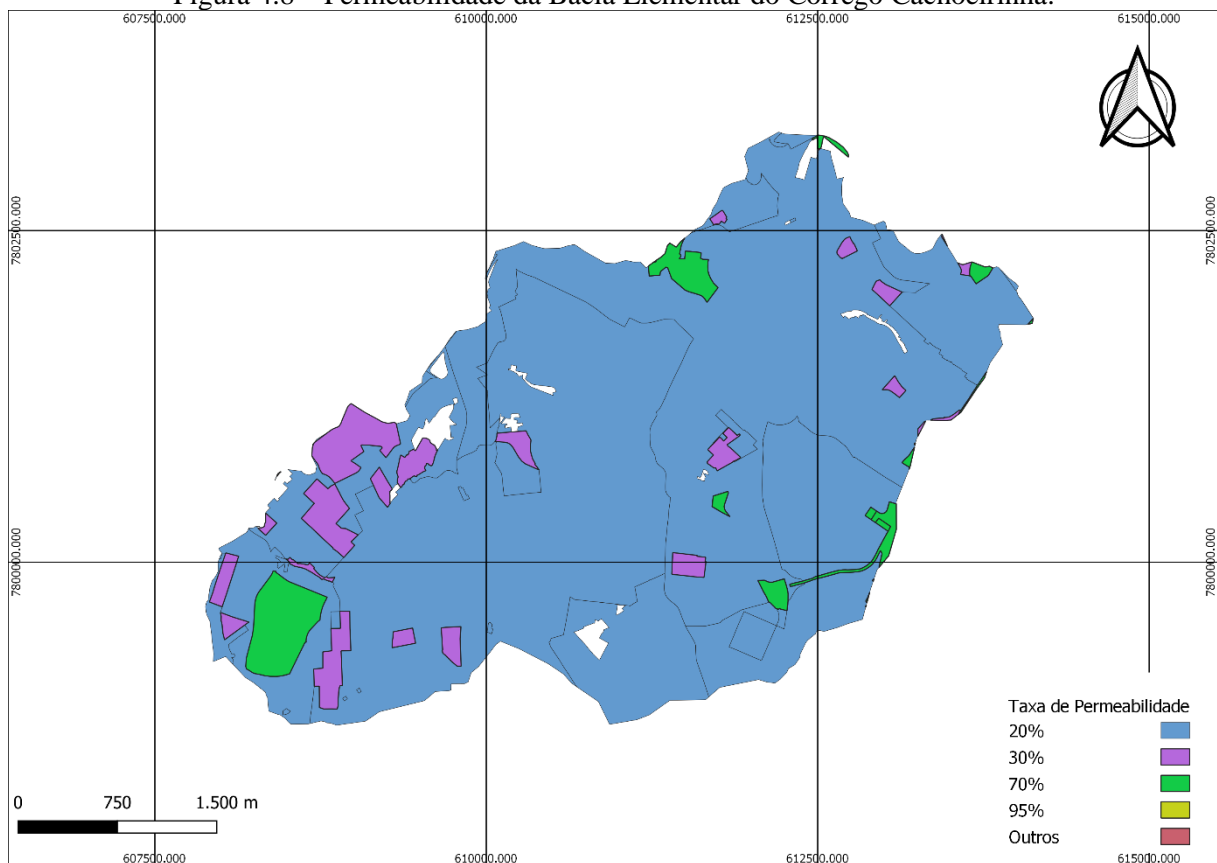 Figura 4.8 – Permeabilidade da Bacia Elementar do Córrego Cachoeirinha.
607500.000 610000.000 612500.000 615000.000
7802500.000 7802500.000
7800000.000 7800000.000
Taxa de Permeabilidade
20%
30%
70%
95%
Outros
0 750 1.500 m
607500.000 610000.000 612500.000 615000.000